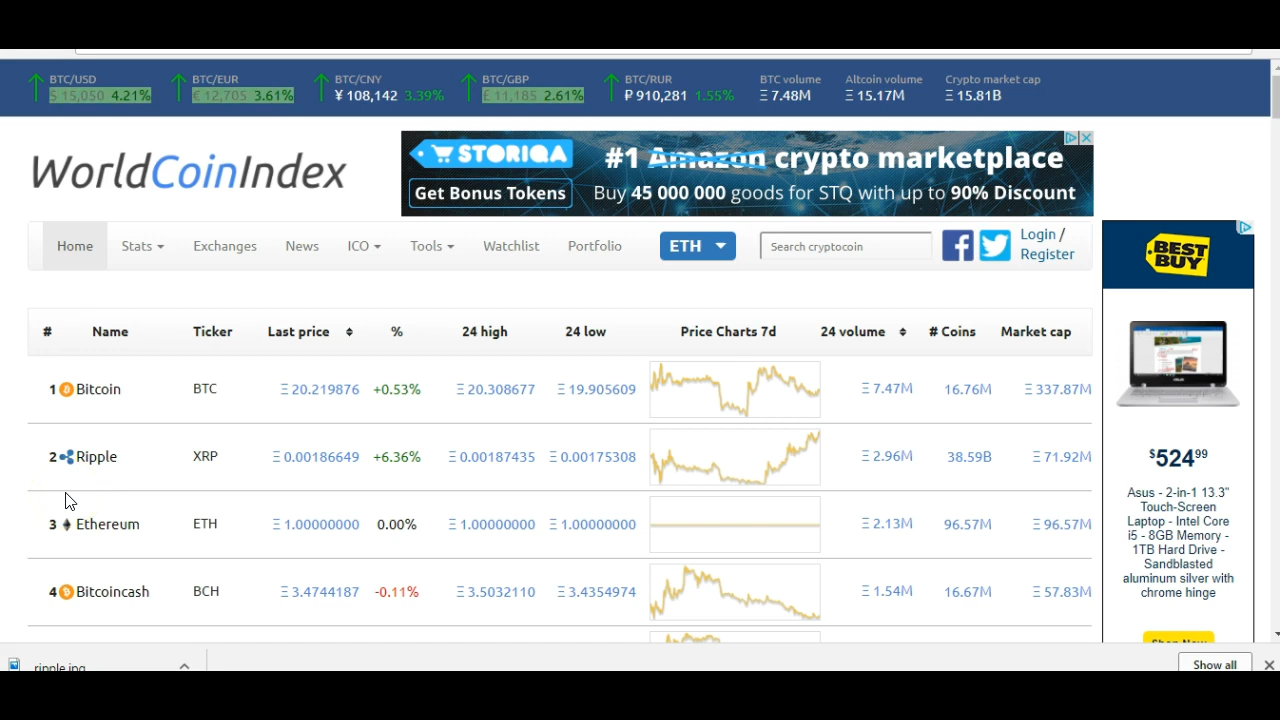 BTC/USD BTC/EUR BTC/CNY BTC/GBP BTC/RUR BTC volume Altcoin volume Crypto market cap
$ 15,050 4.21% € 12,705 3.61% ¥ 108,142 3.39% £ 11,185 2.61% ₽ 910,281 1.55% Ξ 7.48M Ξ 15.17M Ξ 15.81B
WorldCoinIndex
STORIQA
Get Bonus Tokens
#1 Amazon crypto marketplace
Buy 45 000 000 goods for STQ with up to 90% Discount
Home Stats Exchanges News ICO Tools Watchlist Portfolio ETH Search cryptocoin f Login / Register
# Name Ticker Last price % 24 high 24 low Price Charts 7d 24 volume # Coins Market cap
1 Bitcoin BTC Ξ 20.219876 +0.53% Ξ 20.308677 Ξ 19.905609 Ξ 7.47M 16.76M Ξ 337.87M
2 Ripple XRP Ξ 0.00186649 +6.36% Ξ 0.00187435 Ξ 0.00175308 Ξ 2.96M 38.59B Ξ 71.92M
3 Ethereum ETH Ξ 1.00000000 0.00% Ξ 1.00000000 Ξ 1.00000000 Ξ 2.13M 96.57M Ξ 96.57M
4 Bitcoincash BCH Ξ 3.4744187 -0.11% Ξ 3.5032110 Ξ 3.4354974 Ξ 1.54M 16.67M Ξ 57.83M
BEST
BUY
$524⁹⁹
Asus - 2-in-1 13.3"
Touch-Screen
Laptop - Intel Core
i5 - 8GB Memory -
1TB Hard Drive -
Sandblasted
aluminum silver with
chrome hinge
Shop Now
ripple.jpg
Show all